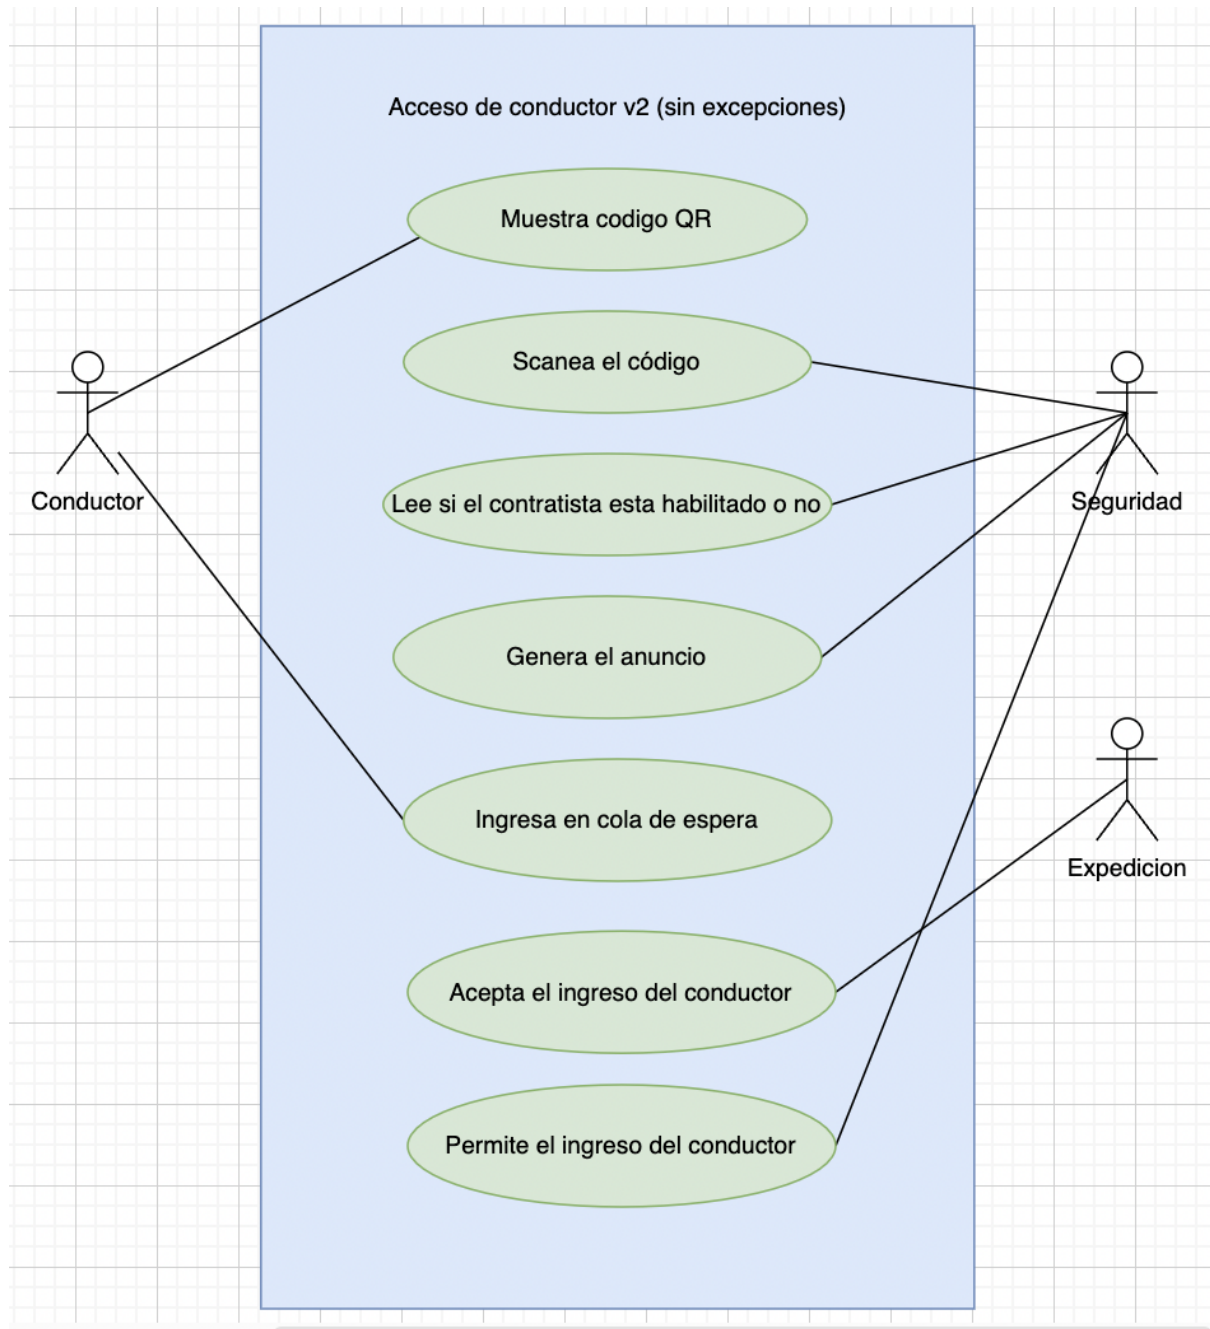 Acceso de conductor v2 (sin excepciones)
Muestra codigo QR
Scanea el código
Lee si el contratista esta habilitado o no
Conductor
Seguridad
Genera el anuncio
Ingresa en cola de espera
Expedicion
Acepta el ingreso del conductor
Permite el ingreso del conductor